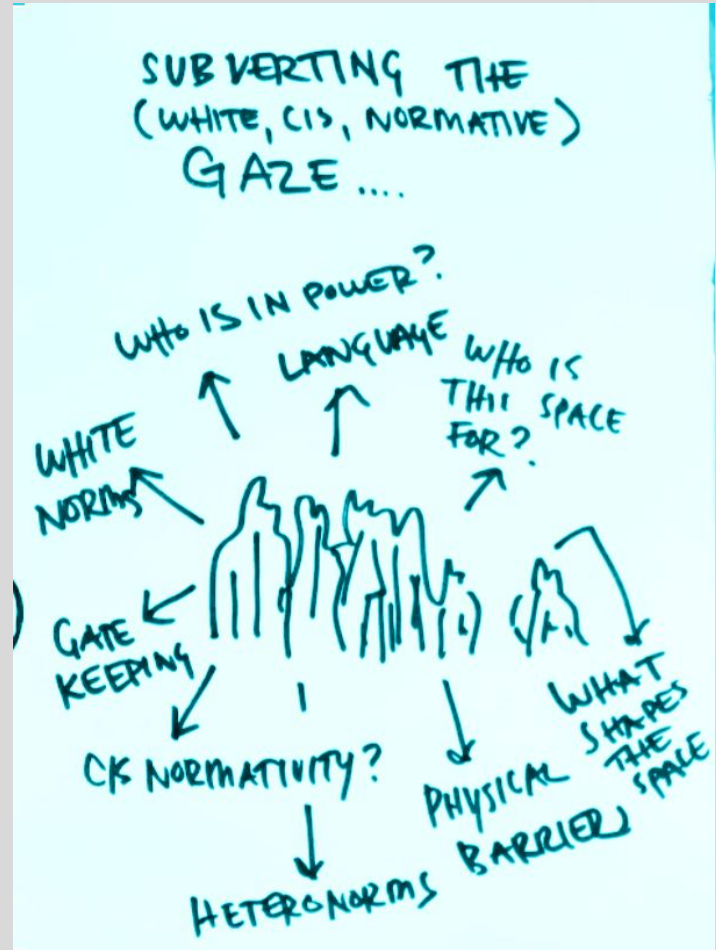 SUBVERTING THE
(WHITE, CIS, NORMATIVE)
GAZE ....
WHO IS IN POWER?
LANGUAGE
WHO IS
THIS SPACE
FOR?
WHITE
NORMS
GATE
KEEPING
CIS NORMATIVITY?
HETERONORMS
PHYSICAL
BARRIERS
WHAT
SHAPES
THE
SPACE